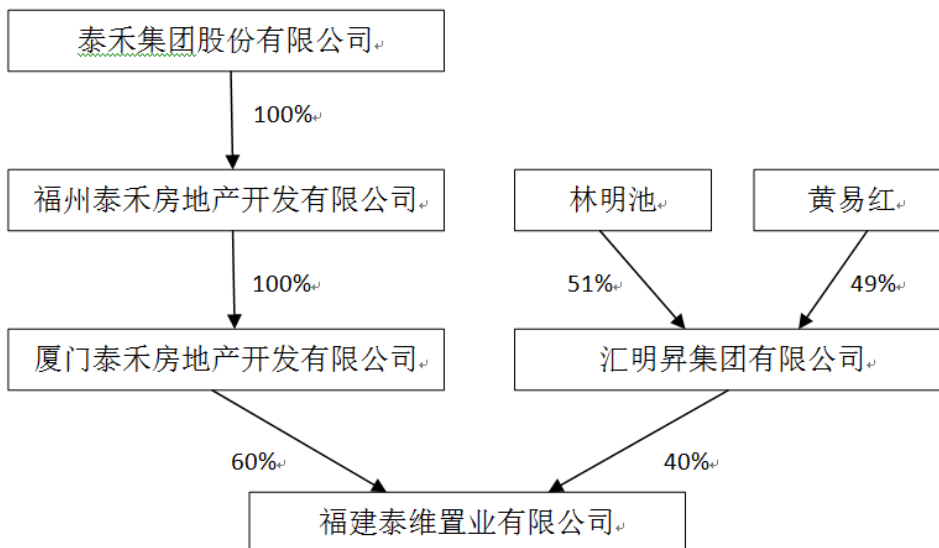 泰禾集团股份有限公司
100%
福州泰禾房地产开发有限公司
林明池
黄易红
100%
51%
49%
厦门泰禾房地产开发有限公司
汇明昇集团有限公司
60%
40%
福建泰维置业有限公司